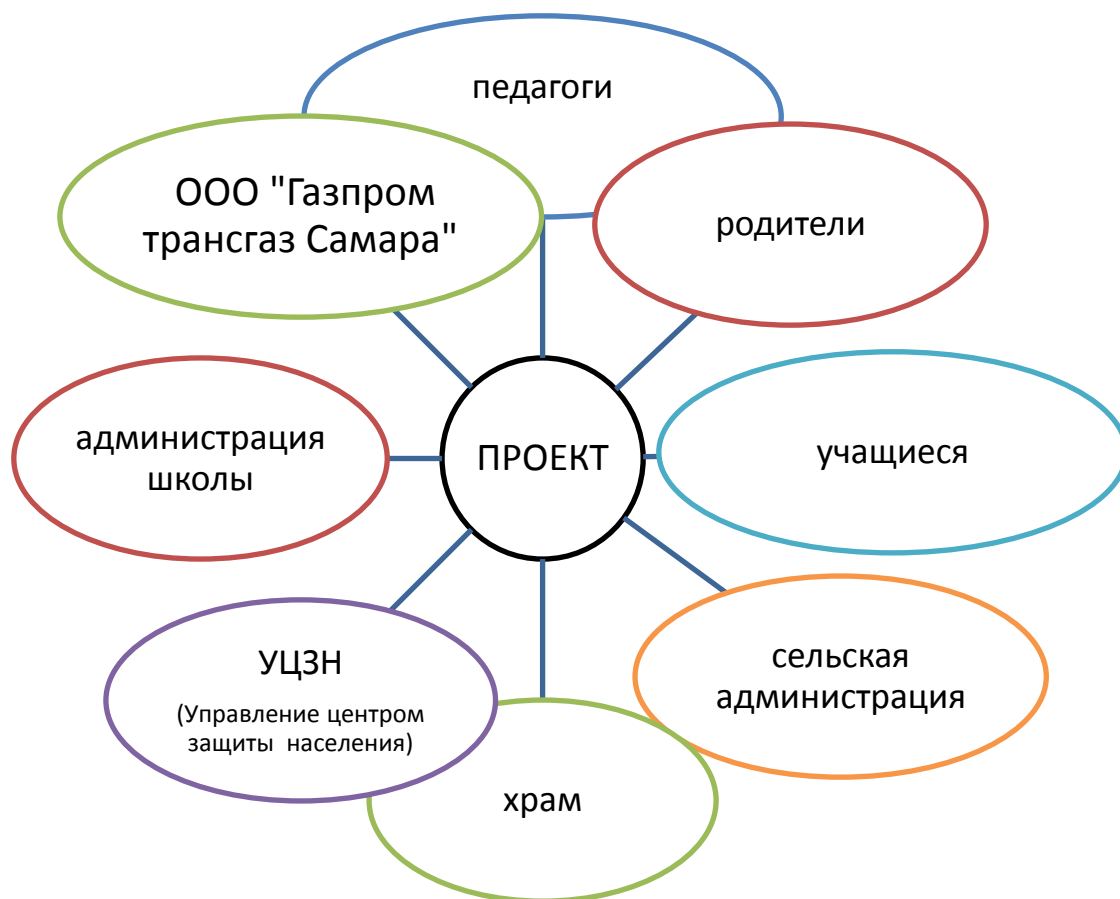 педагоги
ООО "Газпром
трансгаз Самара"
родители
администрация
школы
ПРОЕКТ
учащиеся
УЦЗН
(Управление центром
защиты населения)
сельская
администрация
храм